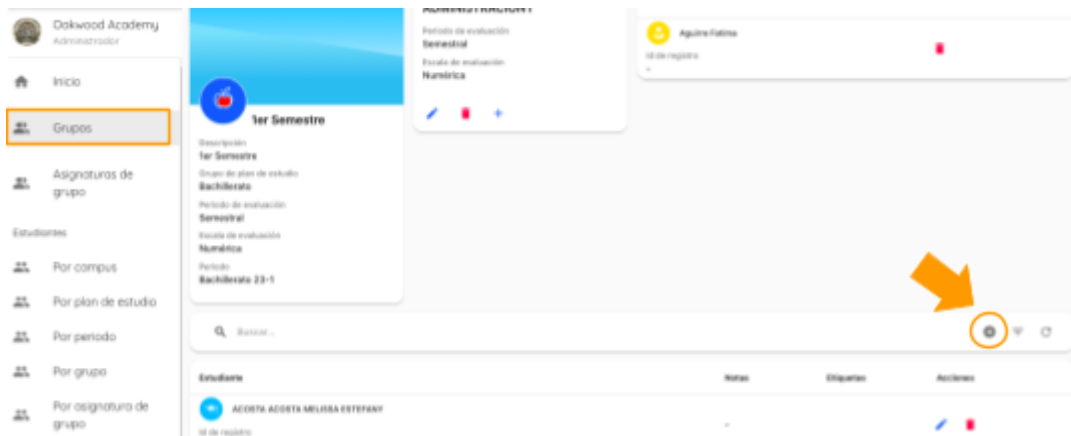 Oakwood Academy
Administrador
Inicio
Grupos
Asignaturas de
grupo
Estudiantes
Por campus
Por plan de estudio
Por periodo
Por grupo
Por asignatura de
grupo
1er Semestre
Descripción
1er Semestre
Grupo de plan de estudio
Bachillerato
Periodo de evaluación
Semestral
Escala de evaluación
Numérica
Periodo
Bachillerato 23-1
ADMINISTRACION I
Periodo de evaluación
Semestral
Escala de evaluación
Numérica
Aguirre Fatima
Id de registro
-
Buscar...
Estudiante Notas Etiquetas Acciones
ACOSTA ACOSTA MELISSA ESTEFANY
Id de registro
-